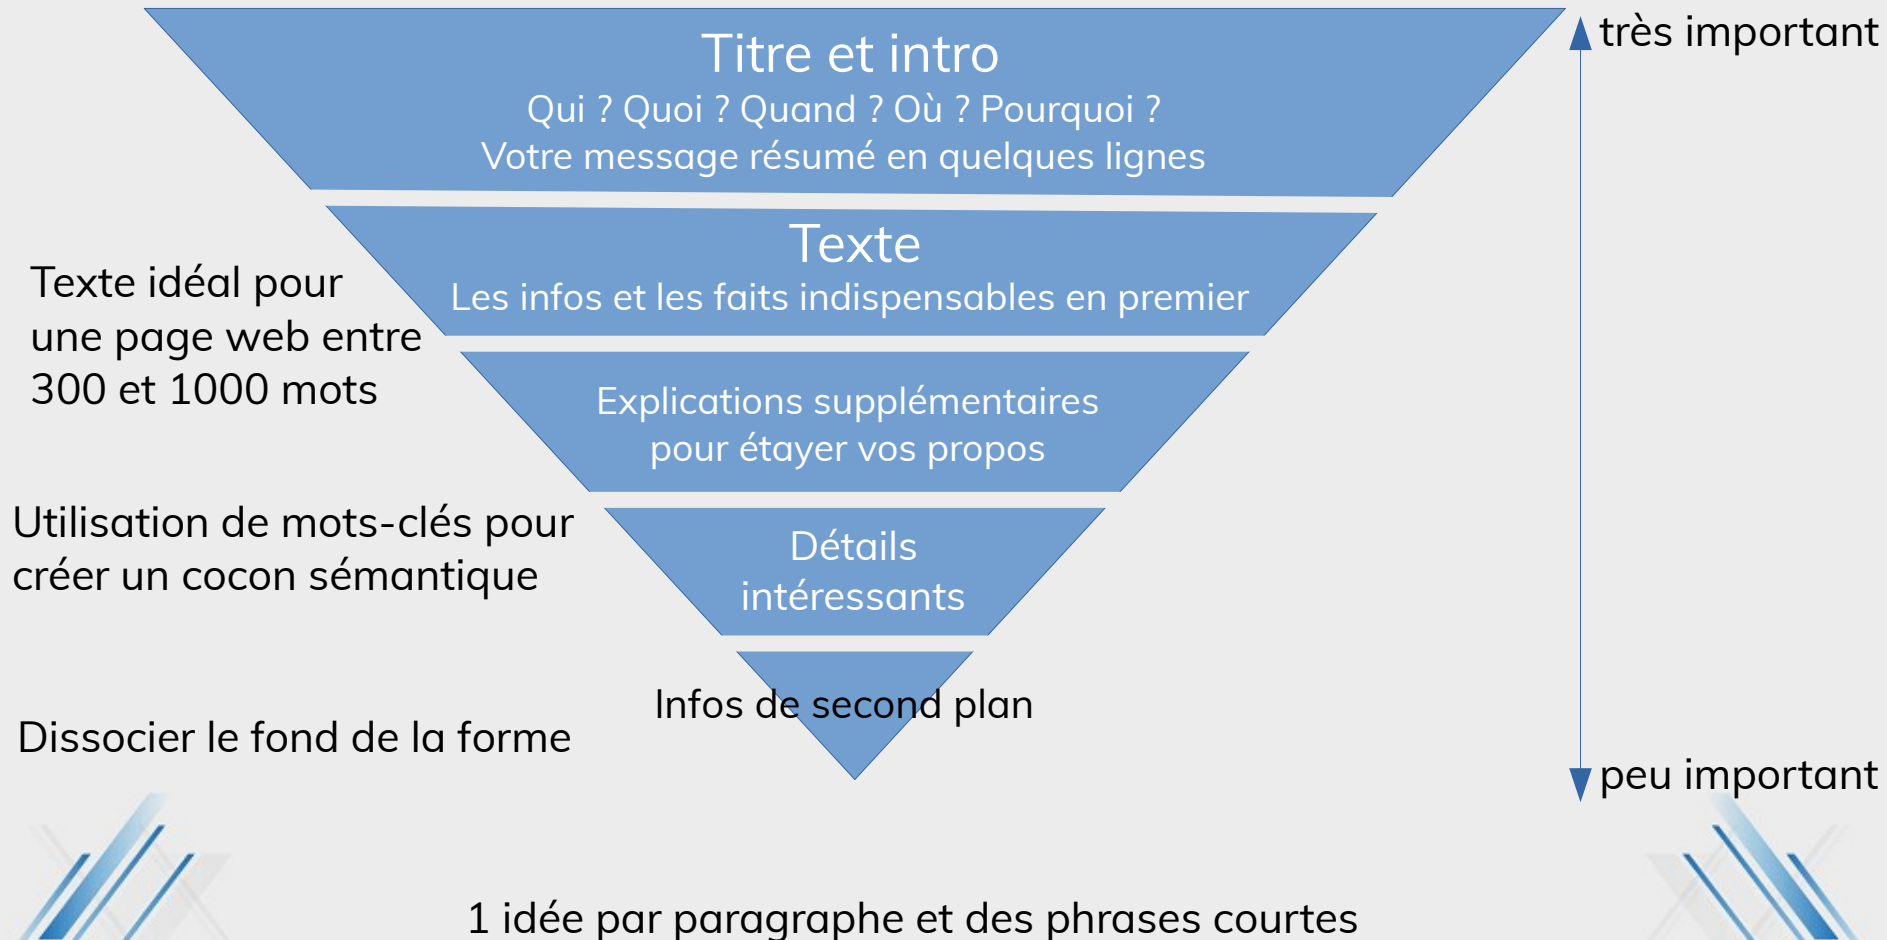 très important
Titre et intro
Qui ? Quoi ? Quand ? Où ? Pourquoi ?
Votre message résumé en quelques lignes
Texte
Les infos et les faits indispensables en premier
Texte idéal pour
une page web entre
300 et 1000 mots
Explications supplémentaires
pour étayer vos propos
Utilisation de mots-clés pour
créer un cocon sémantique
Détails
intéressants
Infos de second plan
Dissocier le fond de la forme
peu important
1 idée par paragraphe et des phrases courtes